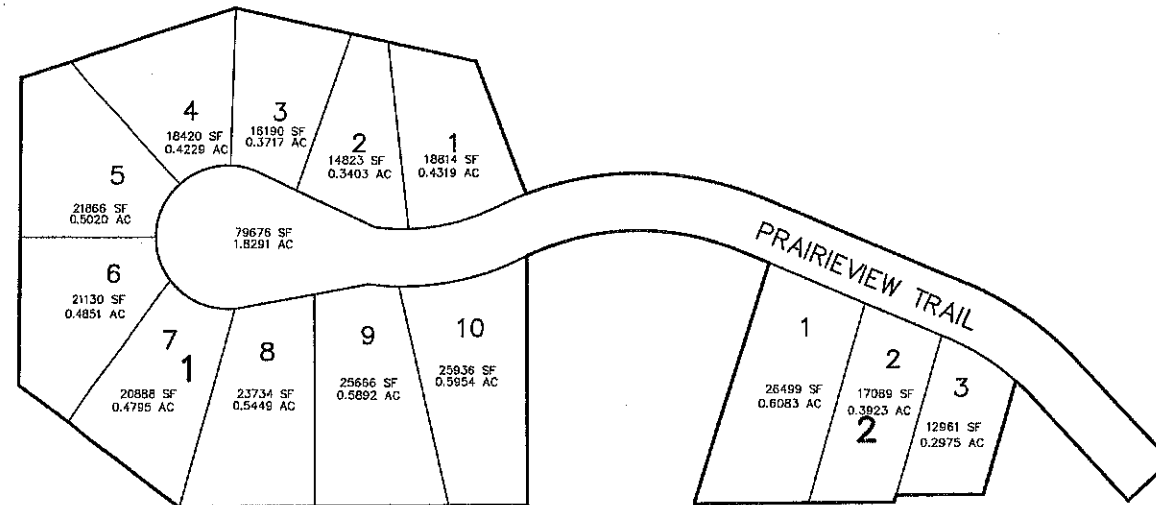 4
18420 SF
0.4229 AC
3
16190 SF
0.3717 AC
2
14823 SF
0.3403 AC
1
18814 SF
0.4319 AC
5
21866 SF
0.5020 AC
79676 SF
1.8291 AC
PRAIRIEVIEW TRAIL
6
21130 SF
0.4851 AC
7
1
20888 SF
0.4795 AC
8
23734 SF
0.5449 AC
9
25666 SF
0.5892 AC
10
25936 SF
0.5954 AC
1
26499 SF
0.6083 AC
2
17089 SF
0.3923 AC
2
3
12961 SF
0.2975 AC